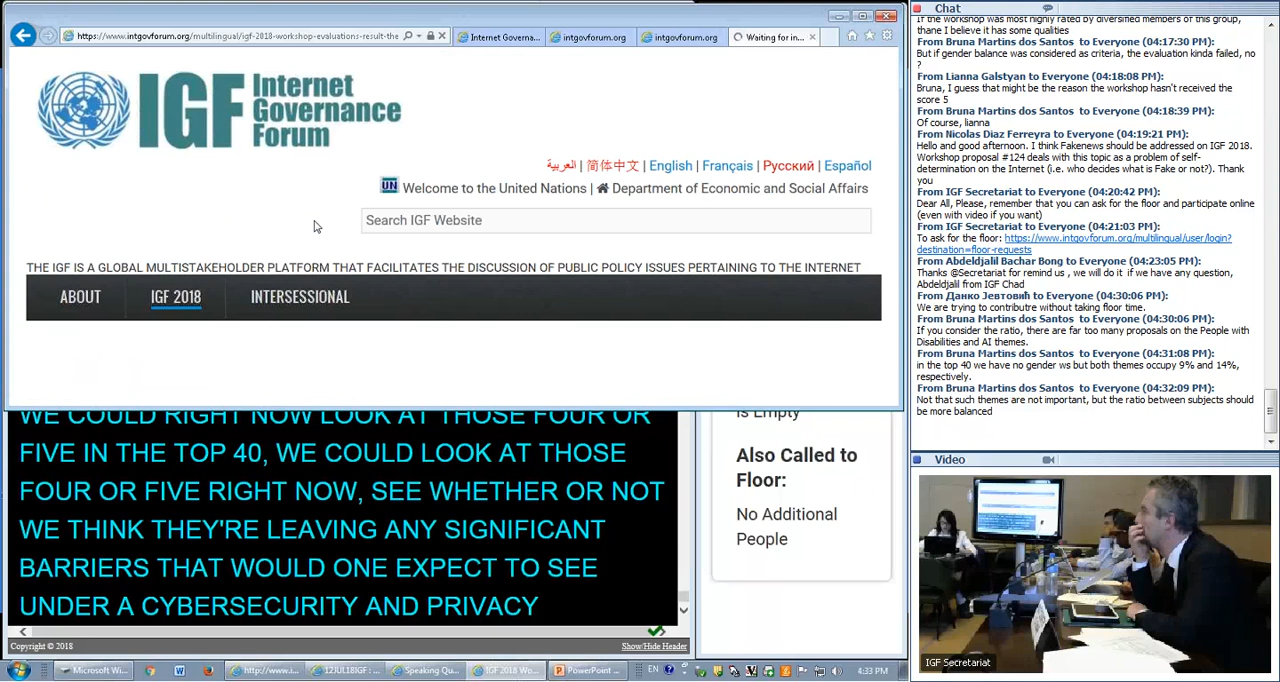 https://www.intgovforum.org/multilingual/igf-2018-workshop-evaluations-result-the
Internet Governa...
intgovforum.org
intgovforum.org
Waiting for in...
IGF Internet Governance Forum
العربية | 简体中文 | English | Français | Русский | Español
UN Welcome to the United Nations | Department of Economic and Social Affairs
Search IGF Website
THE IGF IS A GLOBAL MULTISTAKEHOLDER PLATFORM THAT FACILITATES THE DISCUSSION OF PUBLIC POLICY ISSUES PERTAINING TO THE INTERNET
ABOUT IGF 2018 INTERSESSIONAL
WE COULD RIGHT NOW LOOK AT THOSE FOUR OR
FIVE IN THE TOP 40, WE COULD LOOK AT THOSE
FOUR OR FIVE RIGHT NOW, SEE WHETHER OR NOT
WE THINK THEY'RE LEAVING ANY SIGNIFICANT
BARRIERS THAT WOULD ONE EXPECT TO SEE
UNDER A CYBERSECURITY AND PRIVACY
Copyright © 2018
Show/Hide Header
is Empty
Also Called to
Floor:
No Additional
People
Chat
If the workshop was most highly rated by diversified members of this group,
thane I believe it has some qualities
From Bruna Martins dos Santos to Everyone (04:17:30 PM):
But if gender balance was considered as criteria, the evaluation kinda failed, no
?
From Lianna Galstyan to Everyone (04:18:08 PM):
Bruna, I guess that might be the reason the workshop hasn't received the
score 5
From Bruna Martins dos Santos to Everyone (04:18:39 PM):
Of course, lianna
From Nicolas Diaz Ferreyra to Everyone (04:19:21 PM):
Hello and good afternoon. I think Fakenews should be addressed on IGF 2018.
Workshop proposal #124 deals with this topic as a problem of self-
determination on the Internet (i.e. who decides what is Fake or not?). Thank
you
From IGF Secretariat to Everyone (04:20:42 PM):
Dear All, Please, remember that you can ask for the floor and participate online
(even with video if you want)
From IGF Secretariat to Everyone (04:21:03 PM):
To ask for the floor: https://www.intgovforum.org/multilingual/user/login?
destination=floor-requests
From Abdeldjalil Bachar Bong to Everyone (04:23:05 PM):
Thanks @Secretariat for remind us , we will do it if we have any question,
Abdeldjalil from IGF Chad
From Данко Јевтовић to Everyone (04:30:06 PM):
We are trying to contributre without taking floor time.
From Bruna Martins dos Santos to Everyone (04:30:06 PM):
If you consider the ratio, there are far too many proposals on the People with
Disabilities and AI themes.
From Bruna Martins dos Santos to Everyone (04:31:08 PM):
in the top 40 we have no gender ws but both themes occupy 9% and 14%,
respectively.
From Bruna Martins dos Santos to Everyone (04:32:09 PM):
Not that such themes are not important, but the ratio between subjects should
be more balanced
Video
IGF Secretariat
Microsoft Wi...
http://www.i...
12JUL18IGF :...
Speaking Qu...
IGF 2018 Wo...
PowerPoint ...
EN
4:33 PM